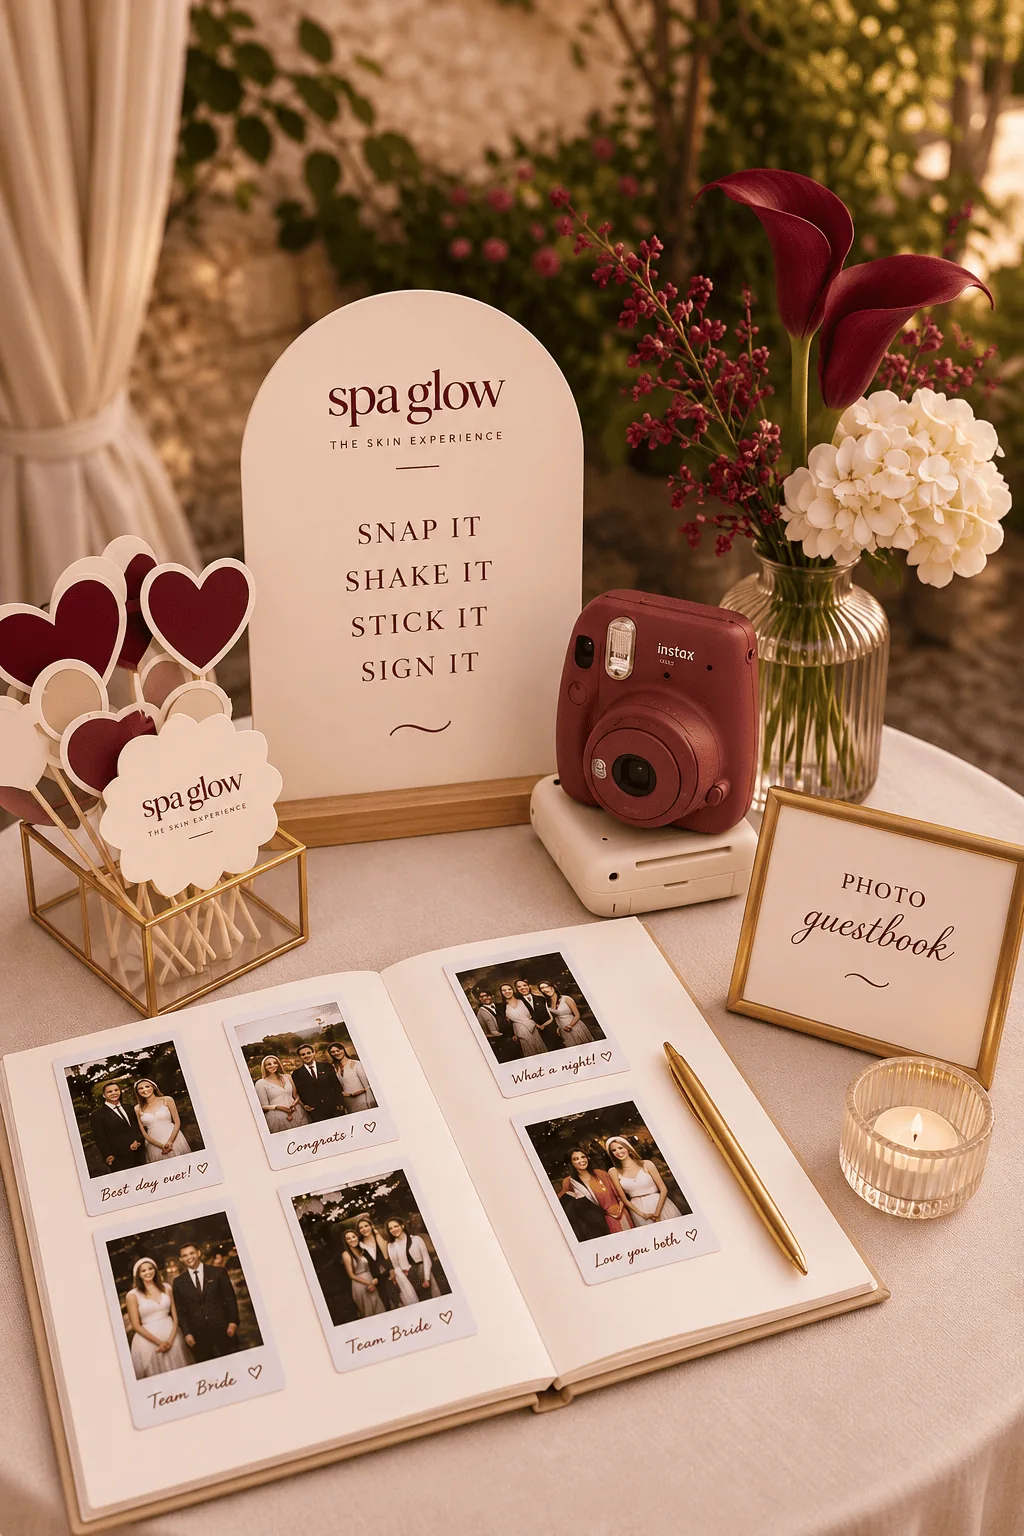 spa glow
THE SKIN EXPERIENCE
SNAP IT
SHAKE IT
STICK IT
SIGN IT
instax
spa glow
THE SKIN EXPERIENCE
PHOTO
guestbook
What a night! ♡
Congrats! ♡
Best day ever! ♡
Love you both ♡
Team Bride ♡
Team Bride ♡